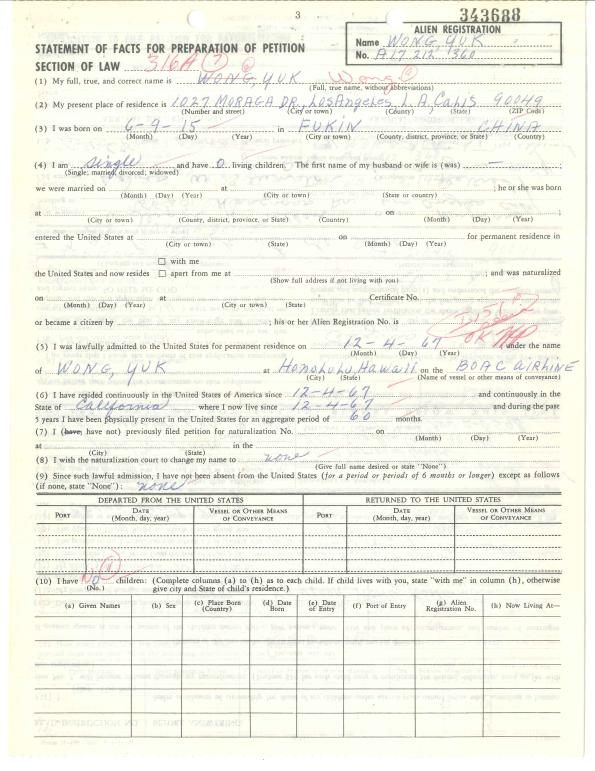 3
343688
STATEMENT OF FACTS FOR PREPARATION OF PETITION
ALIEN REGISTRATION
Name WONG, YUK
No. A17 212 360
SECTION OF LAW 316A (7)
Wong
(1) My full, true, and correct name is WONG, YUK
(Full, true name, without abbreviations)
(2) My present place of residence is 1027 MORAGA DR., Los Angeles L.A, Calif 90049
(Number and street) (City or town) (County) (State) (ZIP Code)
(3) I was born on 6-9-15 in FUKIN CHINA
(Month) (Day) (Year) (City or town) (County, district, province, or State) (Country)
(4) I am single and have 0 living children. The first name of my husband or wife is (was) — ;
(Single; married; divorced; widowed)
we were married on at ; he or she was born
(Month) (Day) (Year) (City or town) (State or country)
at on ;
(City or town) (County, district, province, or State) (Country) (Month) (Day) (Year)
entered the United States at on for permanent residence in
(City or town) (State) (Month) (Day) (Year)
☐ with me
the United States and now resides ☐ apart from me at ; and was naturalized
(Show full address if not living with you)
on at Certificate No.
(Month) (Day) (Year) (City or town) (State)
or became a citizen by ; his or her Alien Registration No. is
OK
(5) I was lawfully admitted to the United States for permanent residence on 12-4-67 under the name
(Month) (Day) (Year)
of WONG, YUK at Honolulu, Hawaii on the BOAC AIRLINE
(City) (State) (Name of vessel or other means of conveyance)
(6) I have resided continuously in the United States of America since 12-4-67 and continuously in the
State of California where I now live since 12-4-67 and during the past
5 years I have been physically present in the United States for an aggregate period of 60 months.
(7) I (have, have not) previously filed petition for naturalization No. on
(Month) (Day) (Year)
at in the
(City) (State)
(8) I wish the naturalization court to change my name to none
(Give full name desired or state "None")
(9) Since such lawful admission, I have not been absent from the United States (for a period or periods of 6 months or longer) except as follows
(if none, state "None"): none
DEPARTED FROM THE UNITED STATES RETURNED TO THE UNITED STATES
PORT DATE (Month, day, year) VESSEL OR OTHER MEANS OF CONVEYANCE PORT DATE (Month, day, year) VESSEL OR OTHER MEANS OF CONVEYANCE
(10) I have No children: (Complete columns (a) to (h) as to each child. If child lives with you, state "with me" in column (h), otherwise
(No.) give city and State of child's residence.)
(a) Given Names (b) Sex (c) Place Born (Country) (d) Date Born (e) Date of Entry (f) Port of Entry (g) Alien Registration No. (h) Now Living At—